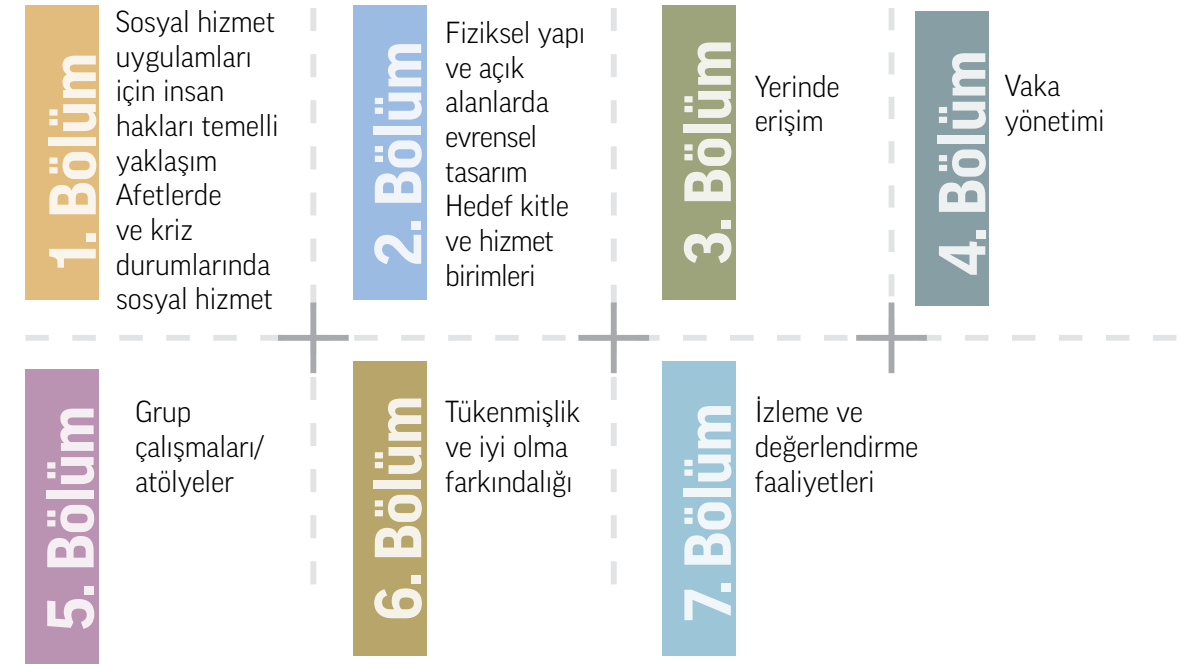 1. Bölüm
Sosyal hizmet
uygulamları
için insan
hakları temelli
yaklaşım
Afetlerde
ve kriz
durumlarında
sosyal hizmet
2. Bölüm
Fiziksel yapı
ve açık
alanlarda
evrensel
tasarım
Hedef kitle
ve hizmet
birimleri
3. Bölüm
Yerinde
erişim
4. Bölüm
Vaka
yönetimi
5. Bölüm
Grup
çalışmaları/
atölyeler
6. Bölüm
Tükenmişlik
ve iyi olma
farkındalığı
7. Bölüm
İzleme ve
değerlendirme
faaliyetleri